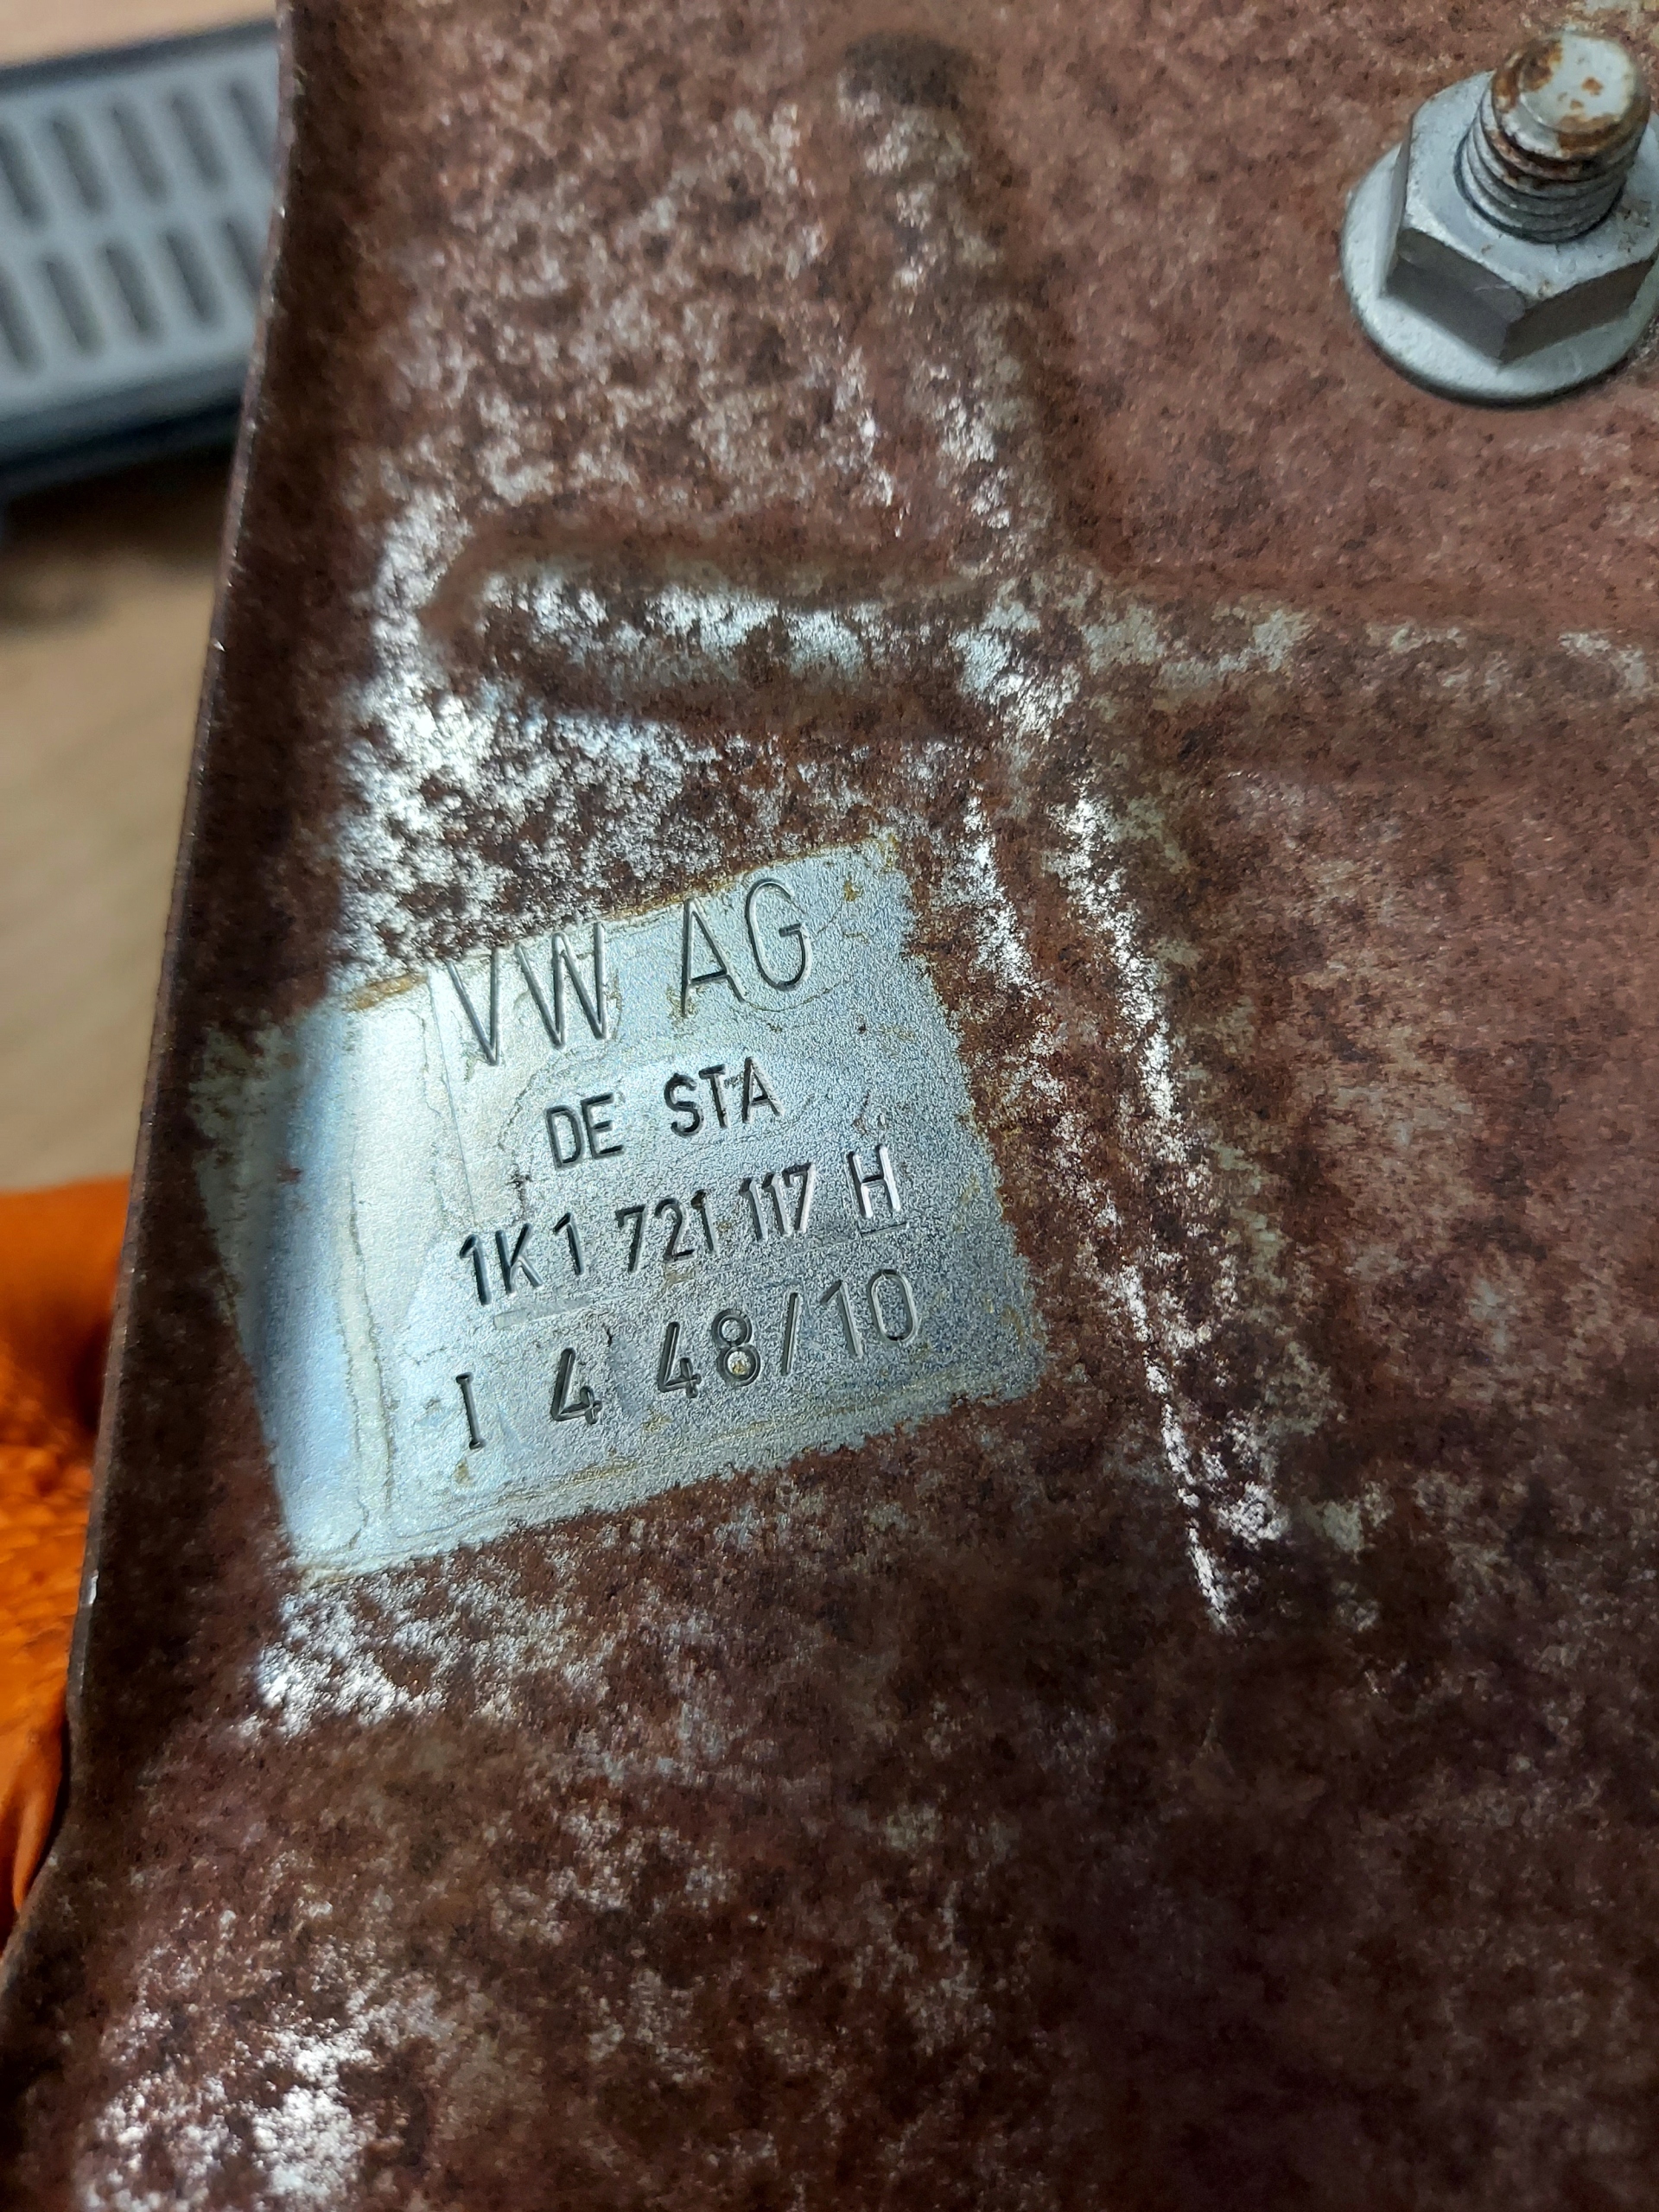 VW AG
DE STA
1K1 721 117 H
I 4 48/10